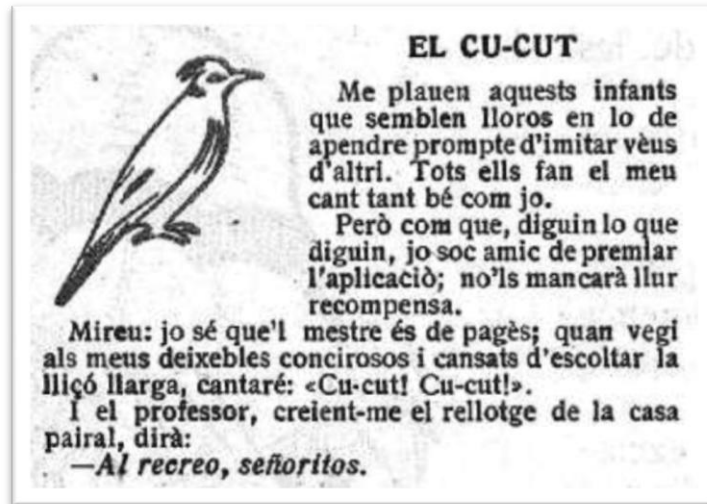 EL CU-CUT
Me plauen aquests infants
que semblen lloros en lo de
apendre prompte d'imitar vèus
d'altri. Tots ells fan el meu
cant tant bé com jo.
Però com que, diguin lo que
diguin, jo soc amic de premiar
l'aplicaciò; no'ls mancarà llur
recompensa.
Mireu: jo sé que'l mestre és de pagès; quan vegi
als meus deixebles concirosos i cansats d'escoltar la
lliçó llarga, cantaré: «Cu-cut! Cu-cut!».
I el professor, creient-me el rellotge de la casa
pairal, dirà:
—Al recreo, señoritos.